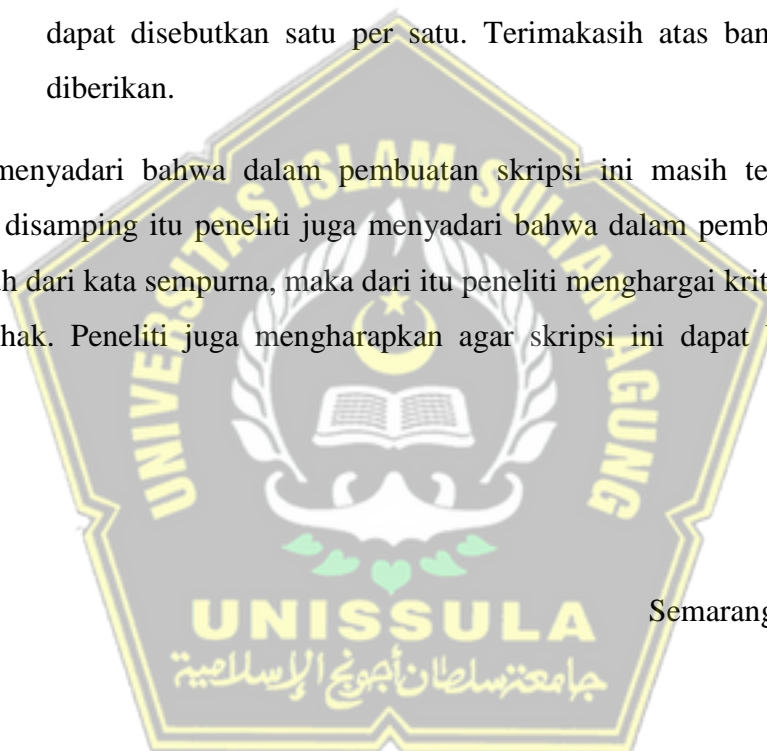 dapat disebutkan satu per satu. Terimakasih atas ban
diberikan.
menyadari bahwa dalam pembuatan skripsi ini masih te
disamping itu peneliti juga menyadari bahwa dalam pemb
h dari kata sempurna, maka dari itu peneliti menghargai krit
hak. Peneliti juga mengharapkan agar skripsi ini dapat
UNIVERSITAS ISLAM SULTAN AGUNG
Semarang
UNISSULA
جامعة سلطان أجونج الإسلامية